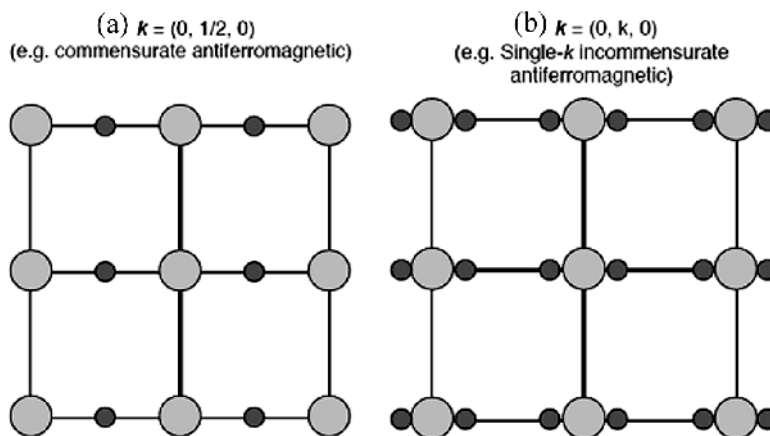 (a) k = (0, 1/2, 0)
(e.g. commensurate antiferromagnetic)
(b) k = (0, k, 0)
(e.g. Single-k incommensurate
antiferromagnetic)